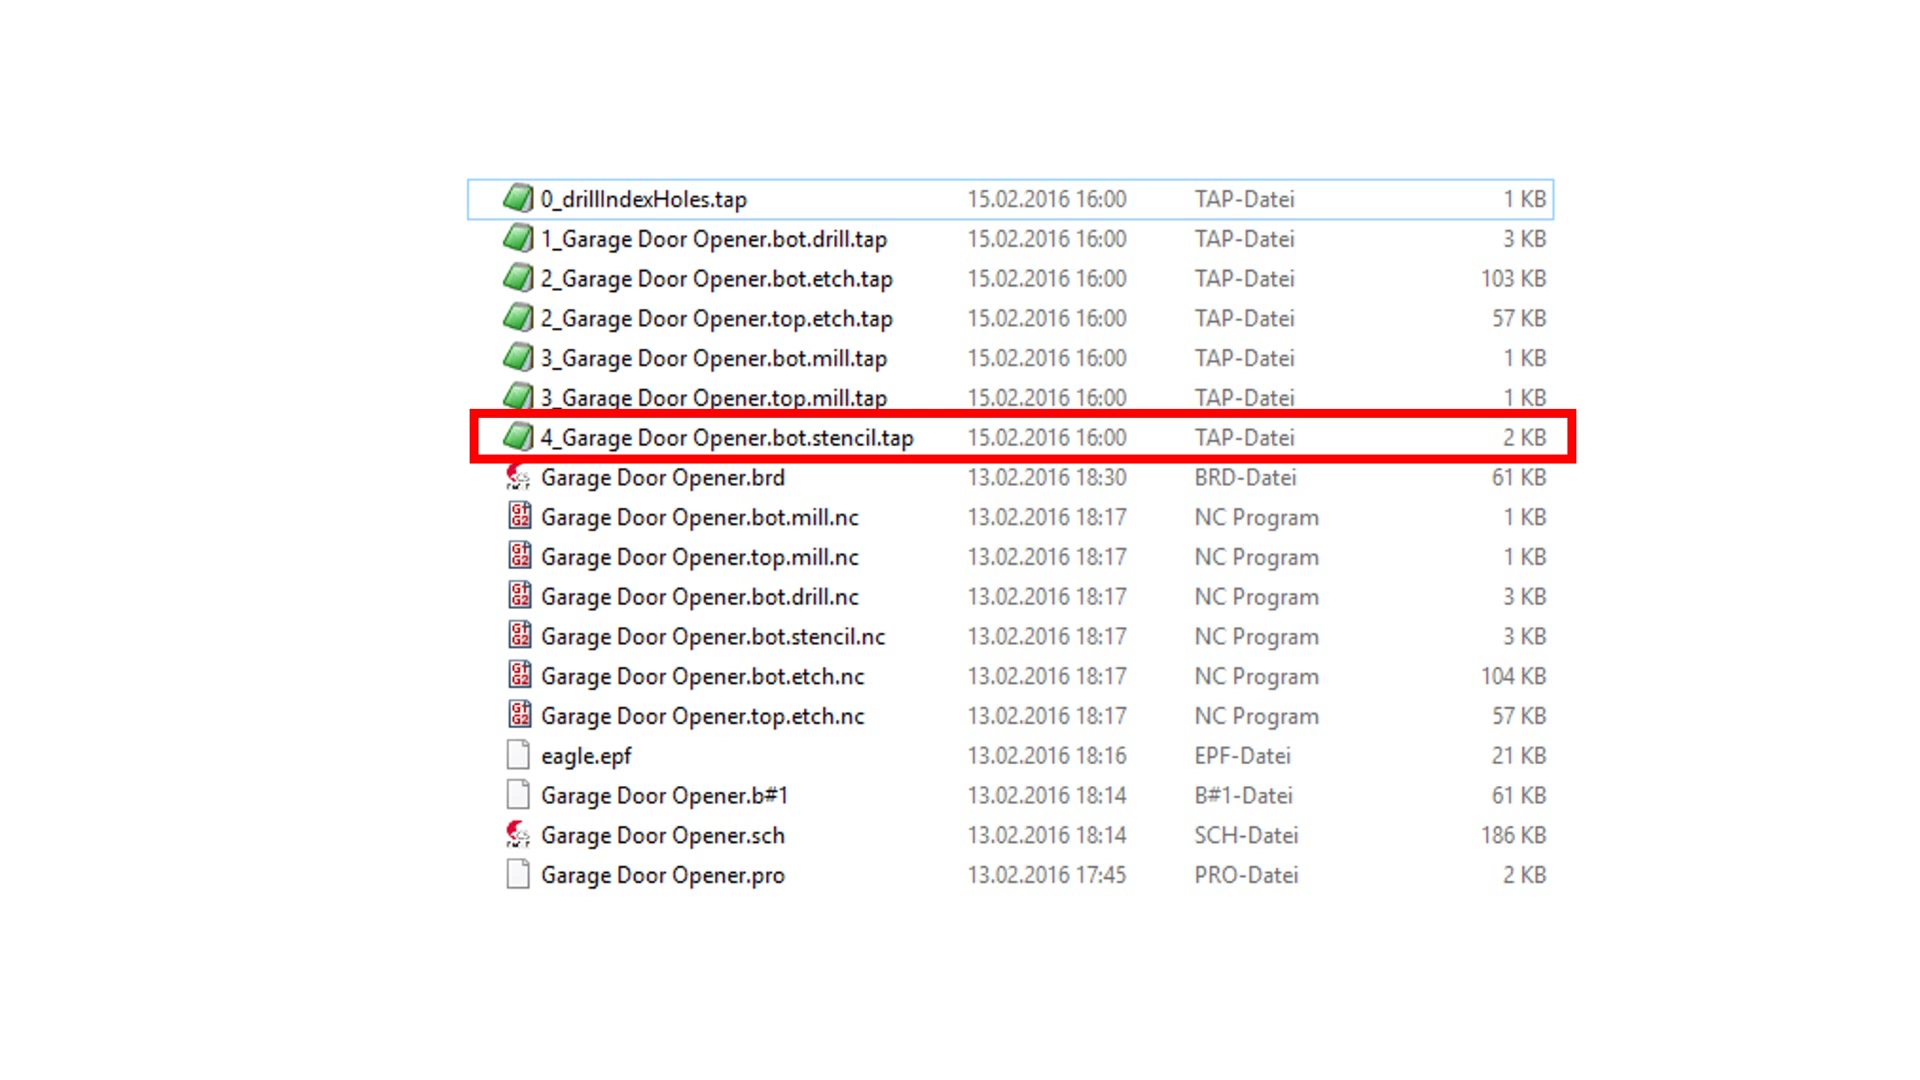 0_drillIndexHoles.tap 15.02.2016 16:00 TAP-Datei 1 KB
1_Garage Door Opener.bot.drill.tap 15.02.2016 16:00 TAP-Datei 3 KB
2_Garage Door Opener.bot.etch.tap 15.02.2016 16:00 TAP-Datei 103 KB
2_Garage Door Opener.top.etch.tap 15.02.2016 16:00 TAP-Datei 57 KB
3_Garage Door Opener.bot.mill.tap 15.02.2016 16:00 TAP-Datei 1 KB
3_Garage Door Opener.top.mill.tap 15.02.2016 16:00 TAP-Datei 1 KB
4_Garage Door Opener.bot.stencil.tap 15.02.2016 16:00 TAP-Datei 2 KB
Garage Door Opener.brd 13.02.2016 18:30 BRD-Datei 61 KB
Garage Door Opener.bot.mill.nc 13.02.2016 18:17 NC Program 1 KB
Garage Door Opener.top.mill.nc 13.02.2016 18:17 NC Program 1 KB
Garage Door Opener.bot.drill.nc 13.02.2016 18:17 NC Program 3 KB
Garage Door Opener.bot.stencil.nc 13.02.2016 18:17 NC Program 3 KB
Garage Door Opener.bot.etch.nc 13.02.2016 18:17 NC Program 104 KB
Garage Door Opener.top.etch.nc 13.02.2016 18:17 NC Program 57 KB
eagle.epf 13.02.2016 18:16 EPF-Datei 21 KB
Garage Door Opener.b#1 13.02.2016 18:14 B#1-Datei 61 KB
Garage Door Opener.sch 13.02.2016 18:14 SCH-Datei 186 KB
Garage Door Opener.pro 13.02.2016 17:45 PRO-Datei 2 KB